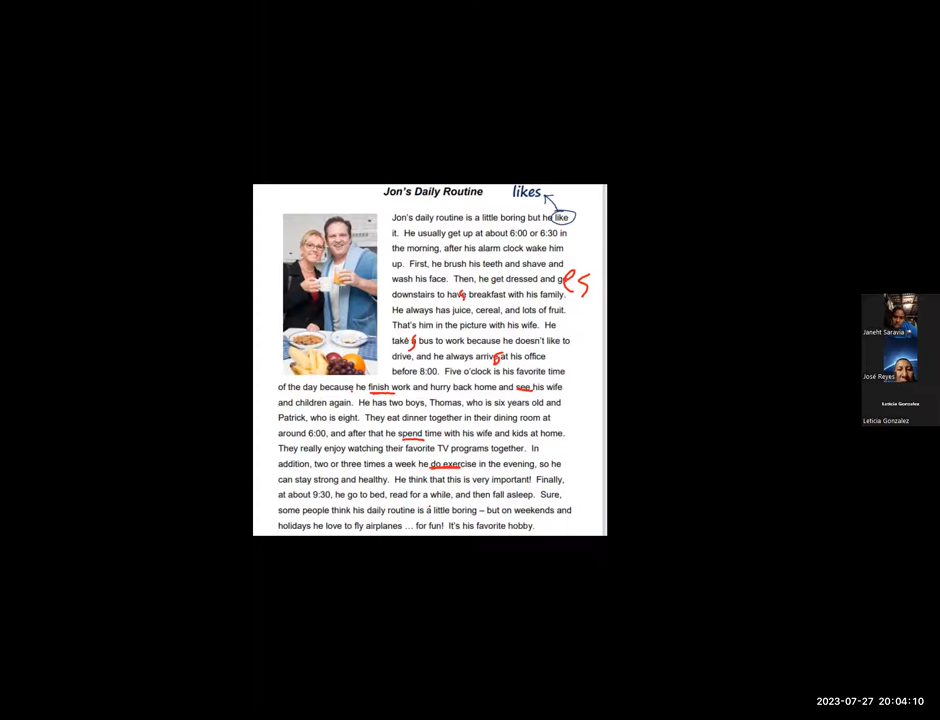 Jon's Daily Routine
likes
Jon's daily routine is a little boring but he like
it. He usually get up at about 6:00 or 6:30 in
the morning, after his alarm clock wake him
up. First, he brush his teeth and shave and
wash his face. Then, he get dressed and
es
downstairs to have breakfast with his family.
He always has juice, cereal, and lots of fruit.
That's him in the picture with his wife. He
take s bus to work because he doesn't like to
drive, and he always arrives at his office
before 8:00. Five o'clock is his favorite time
of the day because he finish work and hurry back home and see his wife
and children again. He has two boys, Thomas, who is six years old and
Patrick, who is eight. They eat dinner together in their dining room at
around 6:00, and after that he spend time with his wife and kids at home.
They really enjoy watching their favorite TV programs together. In
addition, two or three times a week he do exercise in the evening, so he
can stay strong and healthy. He think that this is very important! Finally,
at about 9:30, he go to bed, read for a while, and then fall asleep. Sure,
some people think his daily routine is a little boring – but on weekends and
holidays he love to fly airplanes … for fun! It's his favorite hobby.
Janeht Saravia
José Reyes
Leticia Gonzalez
Leticia Gonzalez
2023-07-27 20:04:10